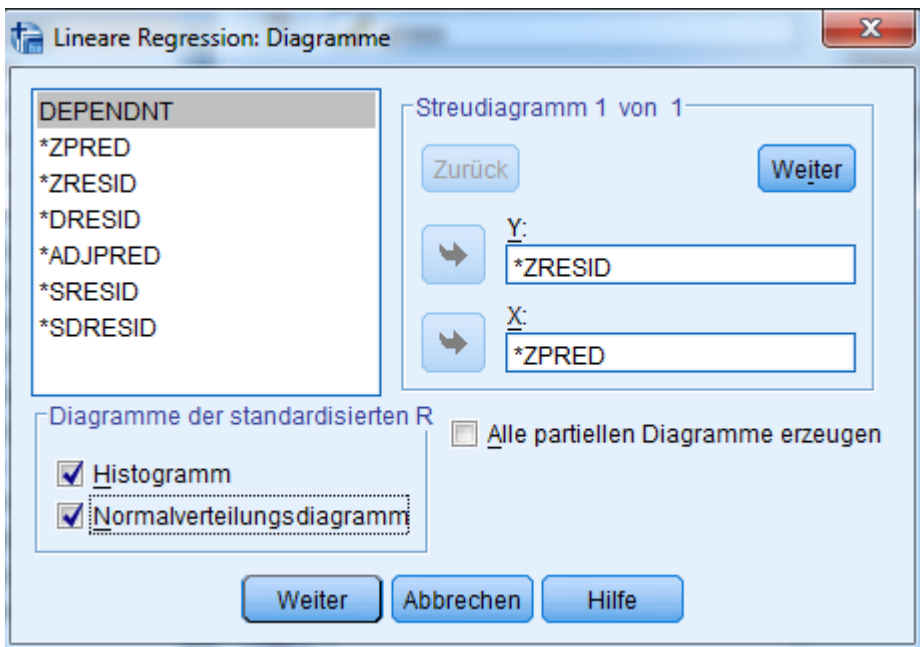 Lineare Regression: Diagramme
DEPENDNT
*ZPRED
*ZRESID
*DRESID
*ADJPRED
*SRESID
*SDRESID
Streudiagramm 1 von 1
Zurück
Weiter
Y:
*ZRESID
X:
*ZPRED
Diagramme der standardisierten R
Histogramm
Normalverteilungsdiagramm
Alle partiellen Diagramme erzeugen
Weiter
Abbrechen
Hilfe